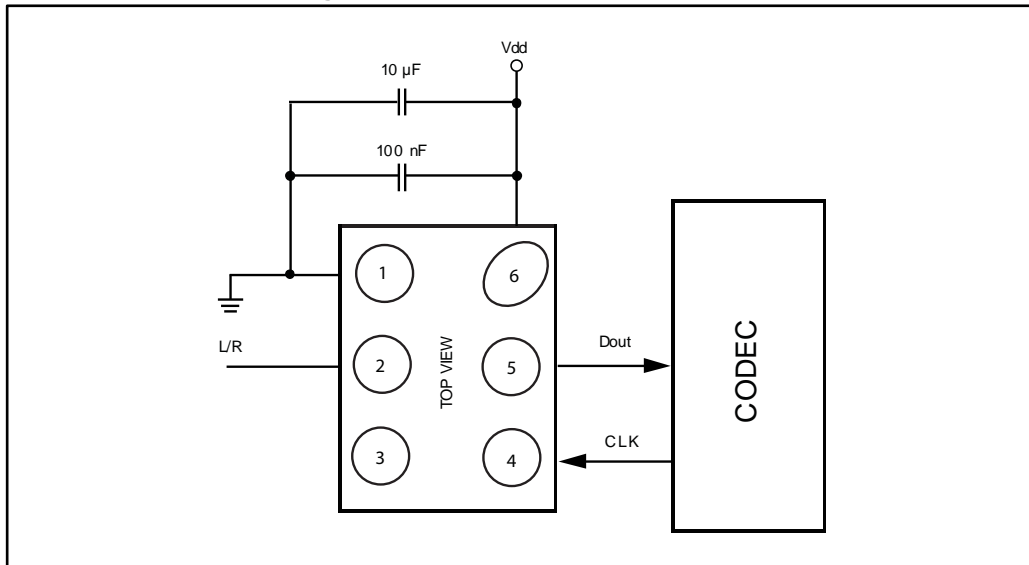 Vdd
10 µF
100 nF
1
6
L/R
2
TOP VIEW
5
Dout
CODEC
3
4
CLK